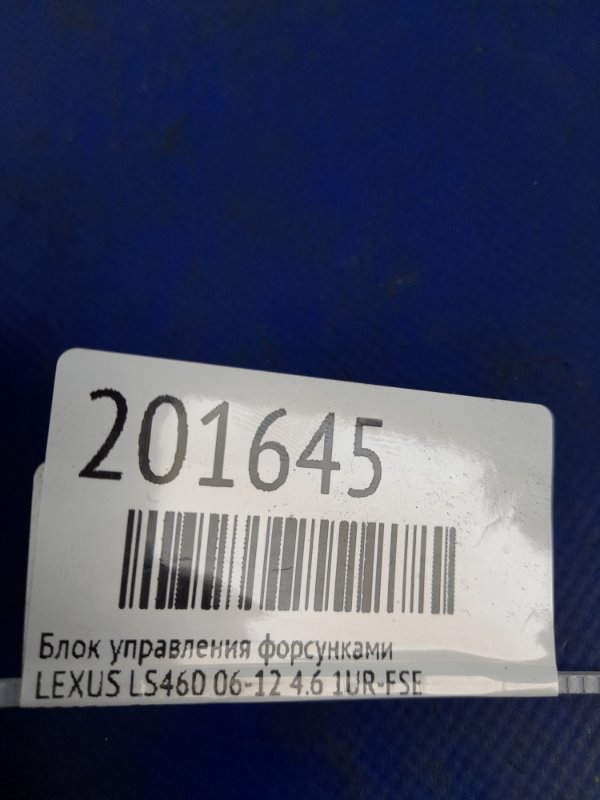 201645
Блок управления форсунками
LEXUS LS460 06-12 4.6 1UR-FSE